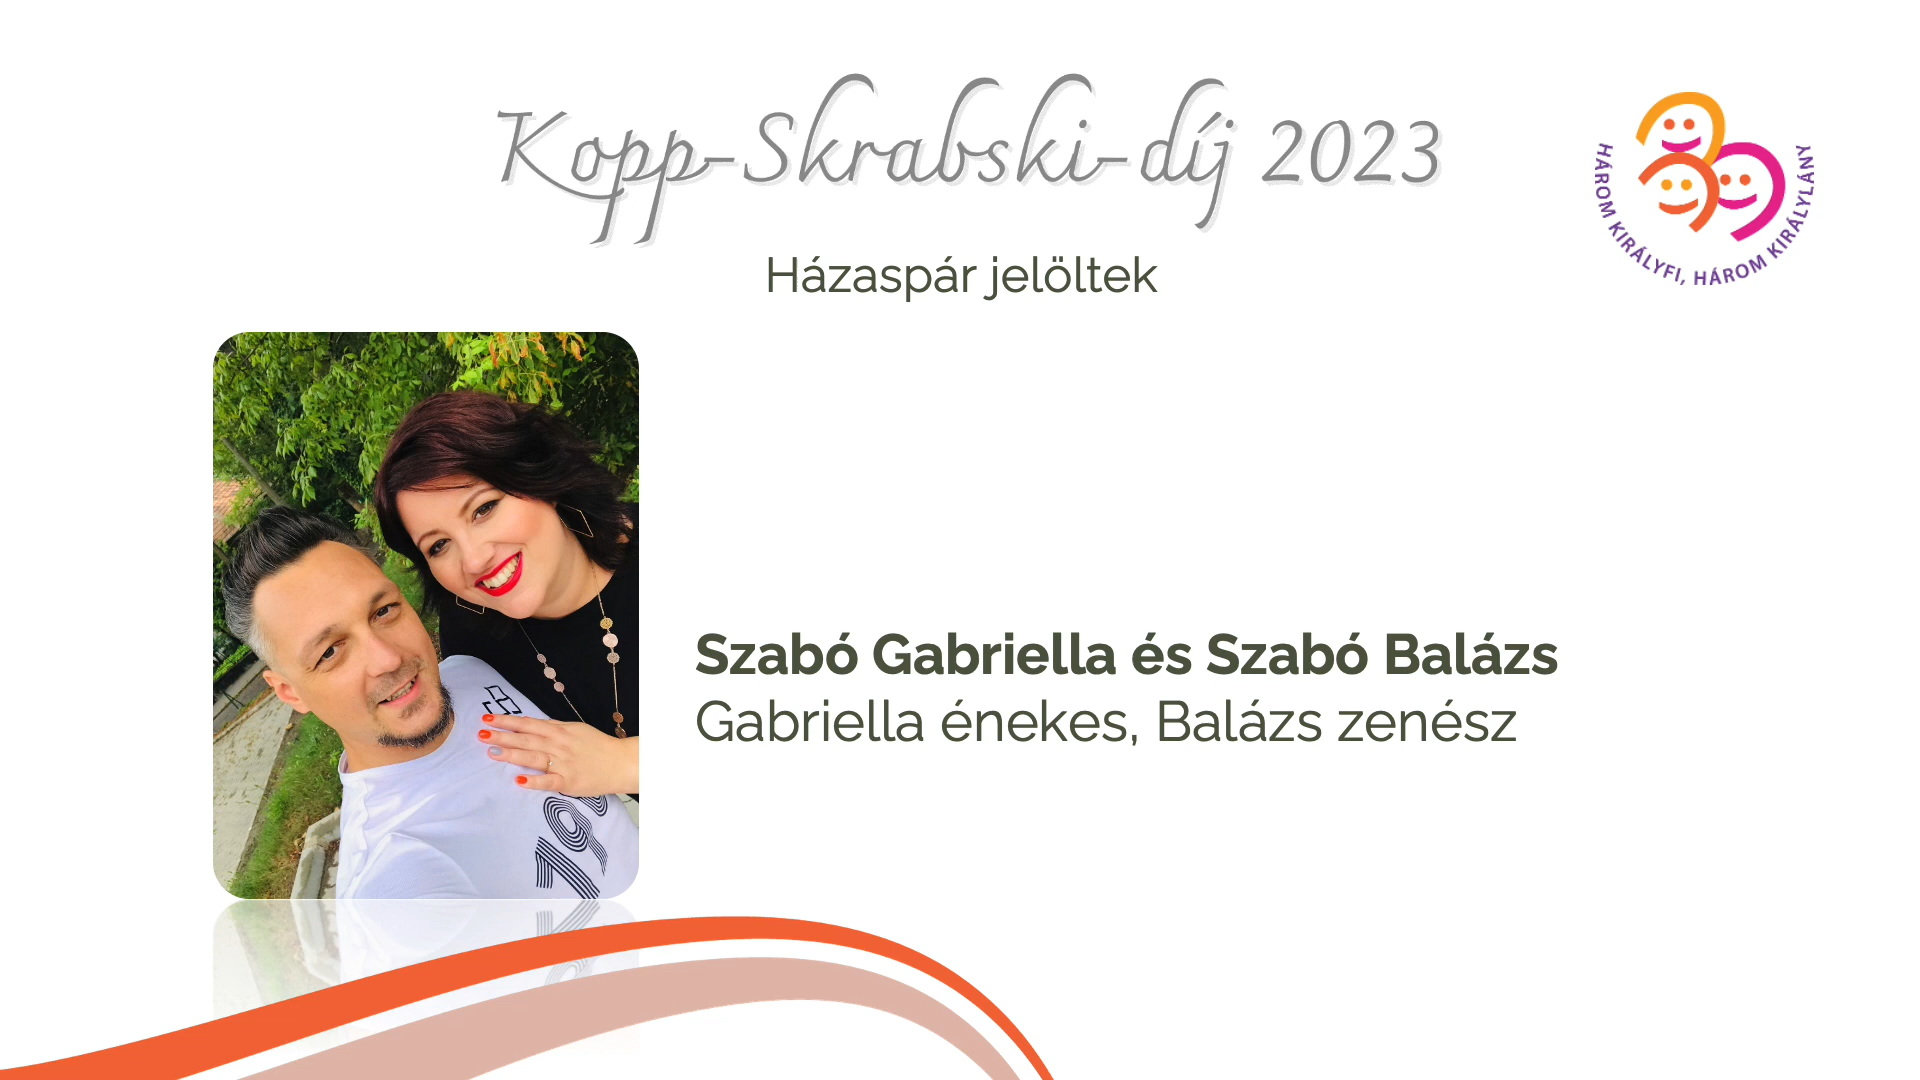 Kopp-Skrabski-díj 2023
HÁROM KIRÁLYFI, HÁROM KIRÁLYLÁNY
Házaspár jelöltek
Szabó Gabriella és Szabó Balázs
Gabriella énekes, Balázs zenész